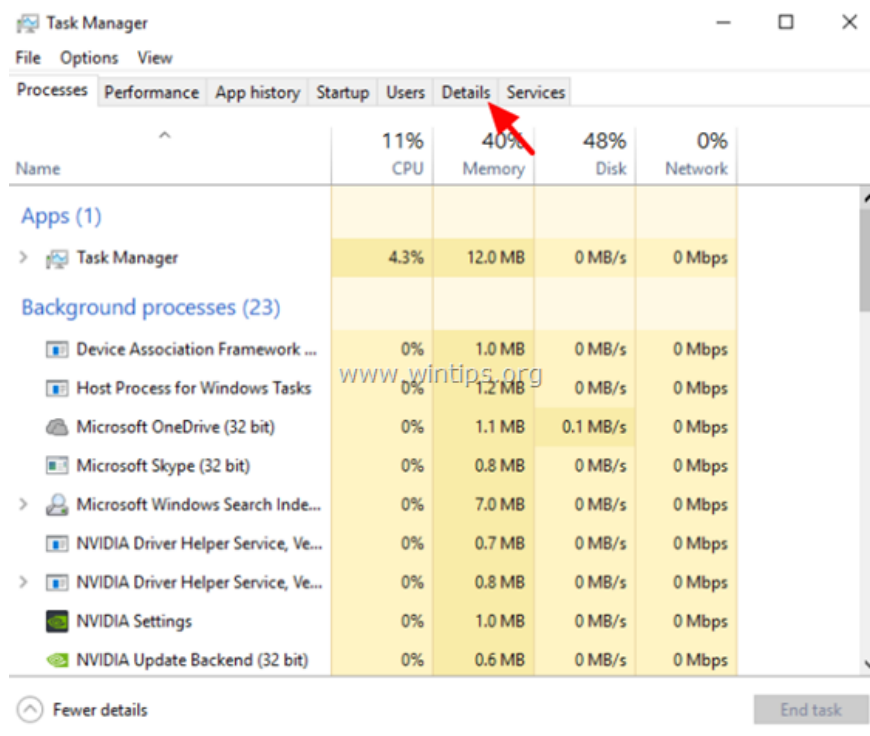 Task Manager
File Options View
Processes Performance App history Startup Users Details Services
11% 40% 48% 0%
Name CPU Memory Disk Network
Apps (1)
Task Manager 4.3% 12.0 MB 0 MB/s 0 Mbps
Background processes (23)
Device Association Framework ... 0% 1.0 MB 0 MB/s 0 Mbps
www.wintips.org
Host Process for Windows Tasks 0% 1.2 MB 0 MB/s 0 Mbps
Microsoft OneDrive (32 bit) 0% 1.1 MB 0.1 MB/s 0 Mbps
Microsoft Skype (32 bit) 0% 0.8 MB 0 MB/s 0 Mbps
Microsoft Windows Search Inde... 0% 7.0 MB 0 MB/s 0 Mbps
NVIDIA Driver Helper Service, Ve... 0% 0.7 MB 0 MB/s 0 Mbps
NVIDIA Driver Helper Service, Ve... 0% 0.8 MB 0 MB/s 0 Mbps
NVIDIA Settings 0% 1.0 MB 0 MB/s 0 Mbps
NVIDIA Update Backend (32 bit) 0% 0.6 MB 0 MB/s 0 Mbps
Fewer details End task